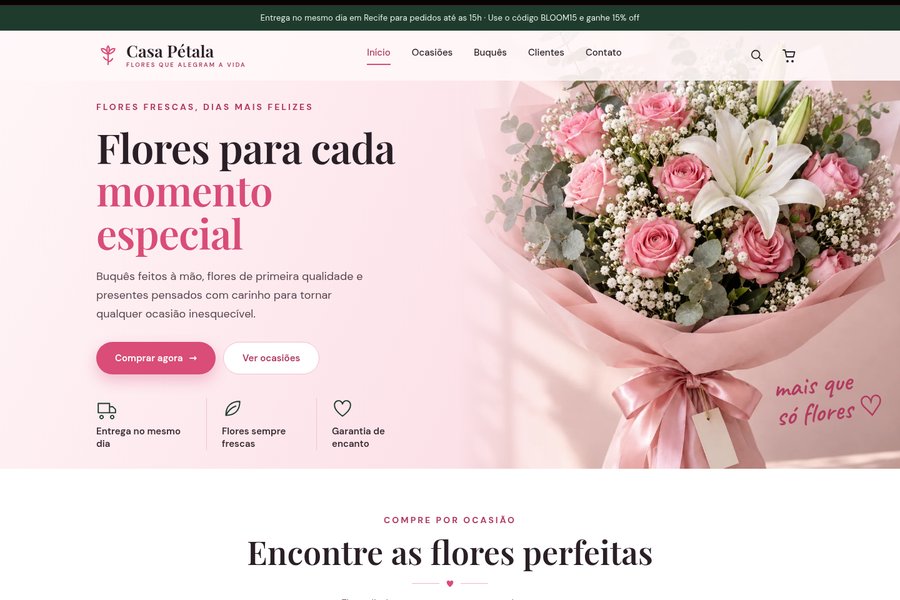 Entrega no mesmo dia em Recife para pedidos até as 15h · Use o código BLOOM15 e ganhe 15% off
Casa Pétala
FLORES QUE ALEGRAM A VIDA
Início Ocasiões Buquês Clientes Contato
FLORES FRESCAS, DIAS MAIS FELIZES
Flores para cada
momento
especial
Buquês feitos à mão, flores de primeira qualidade e
presentes pensados com carinho para tornar
qualquer ocasião inesquecível.
Comprar agora →
Ver ocasiões
Entrega no mesmo
dia
Flores sempre
frescas
Garantia de
encanto
mais que
só flores
COMPRE POR OCASIÃO
Encontre as flores perfeitas